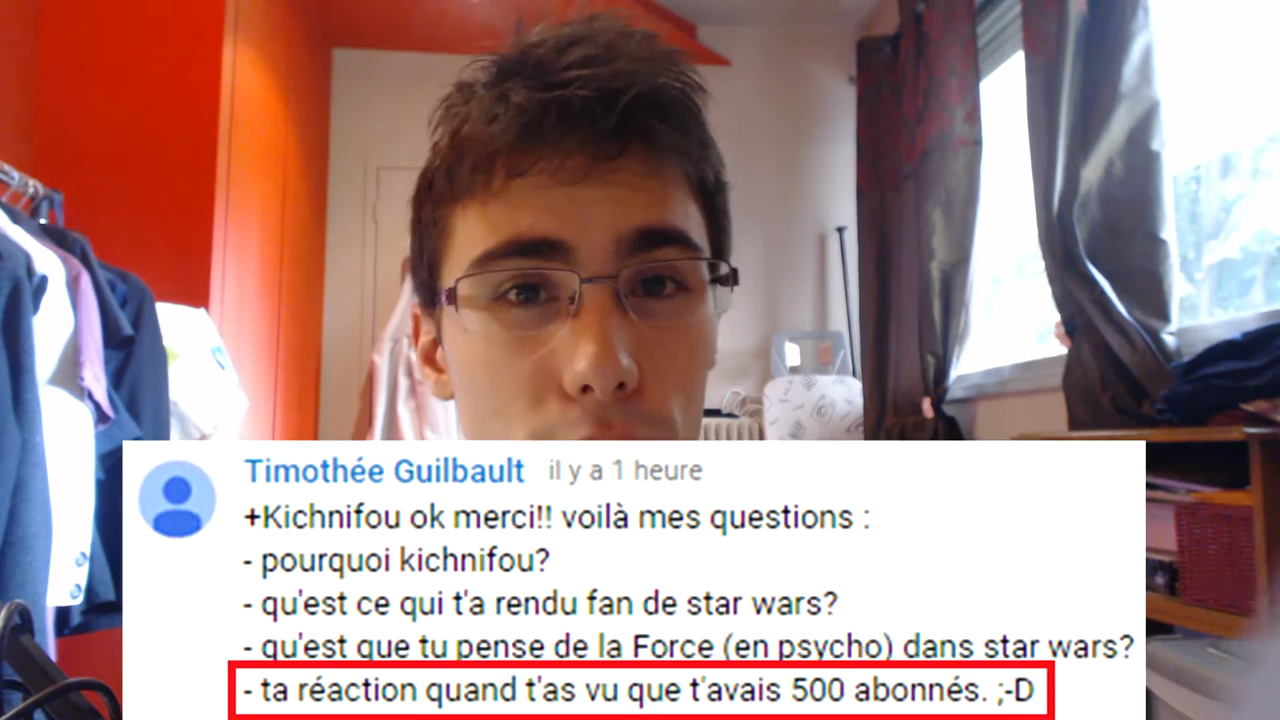 Timothée Guilbault il y a 1 heure
+Kichnifou ok merci!! voilà mes questions :
- pourquoi kichnifou?
- qu'est ce qui t'a rendu fan de star wars?
- qu'est que tu pense de la Force (en psycho) dans star wars?
- ta réaction quand t'as vu que t'avais 500 abonnés. ;-D